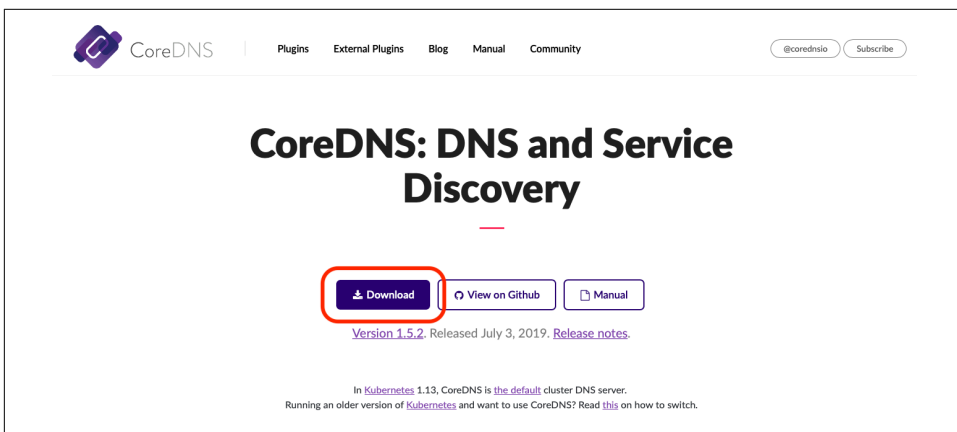 CoreDNS
Plugins External Plugins Blog Manual Community
@corednsio Subscribe
CoreDNS: DNS and Service
Discovery
Download View on Github Manual
Version 1.5.2. Released July 3, 2019. Release notes.
In Kubernetes 1.13, CoreDNS is the default cluster DNS server.
Running an older version of Kubernetes and want to use CoreDNS? Read this on how to switch.